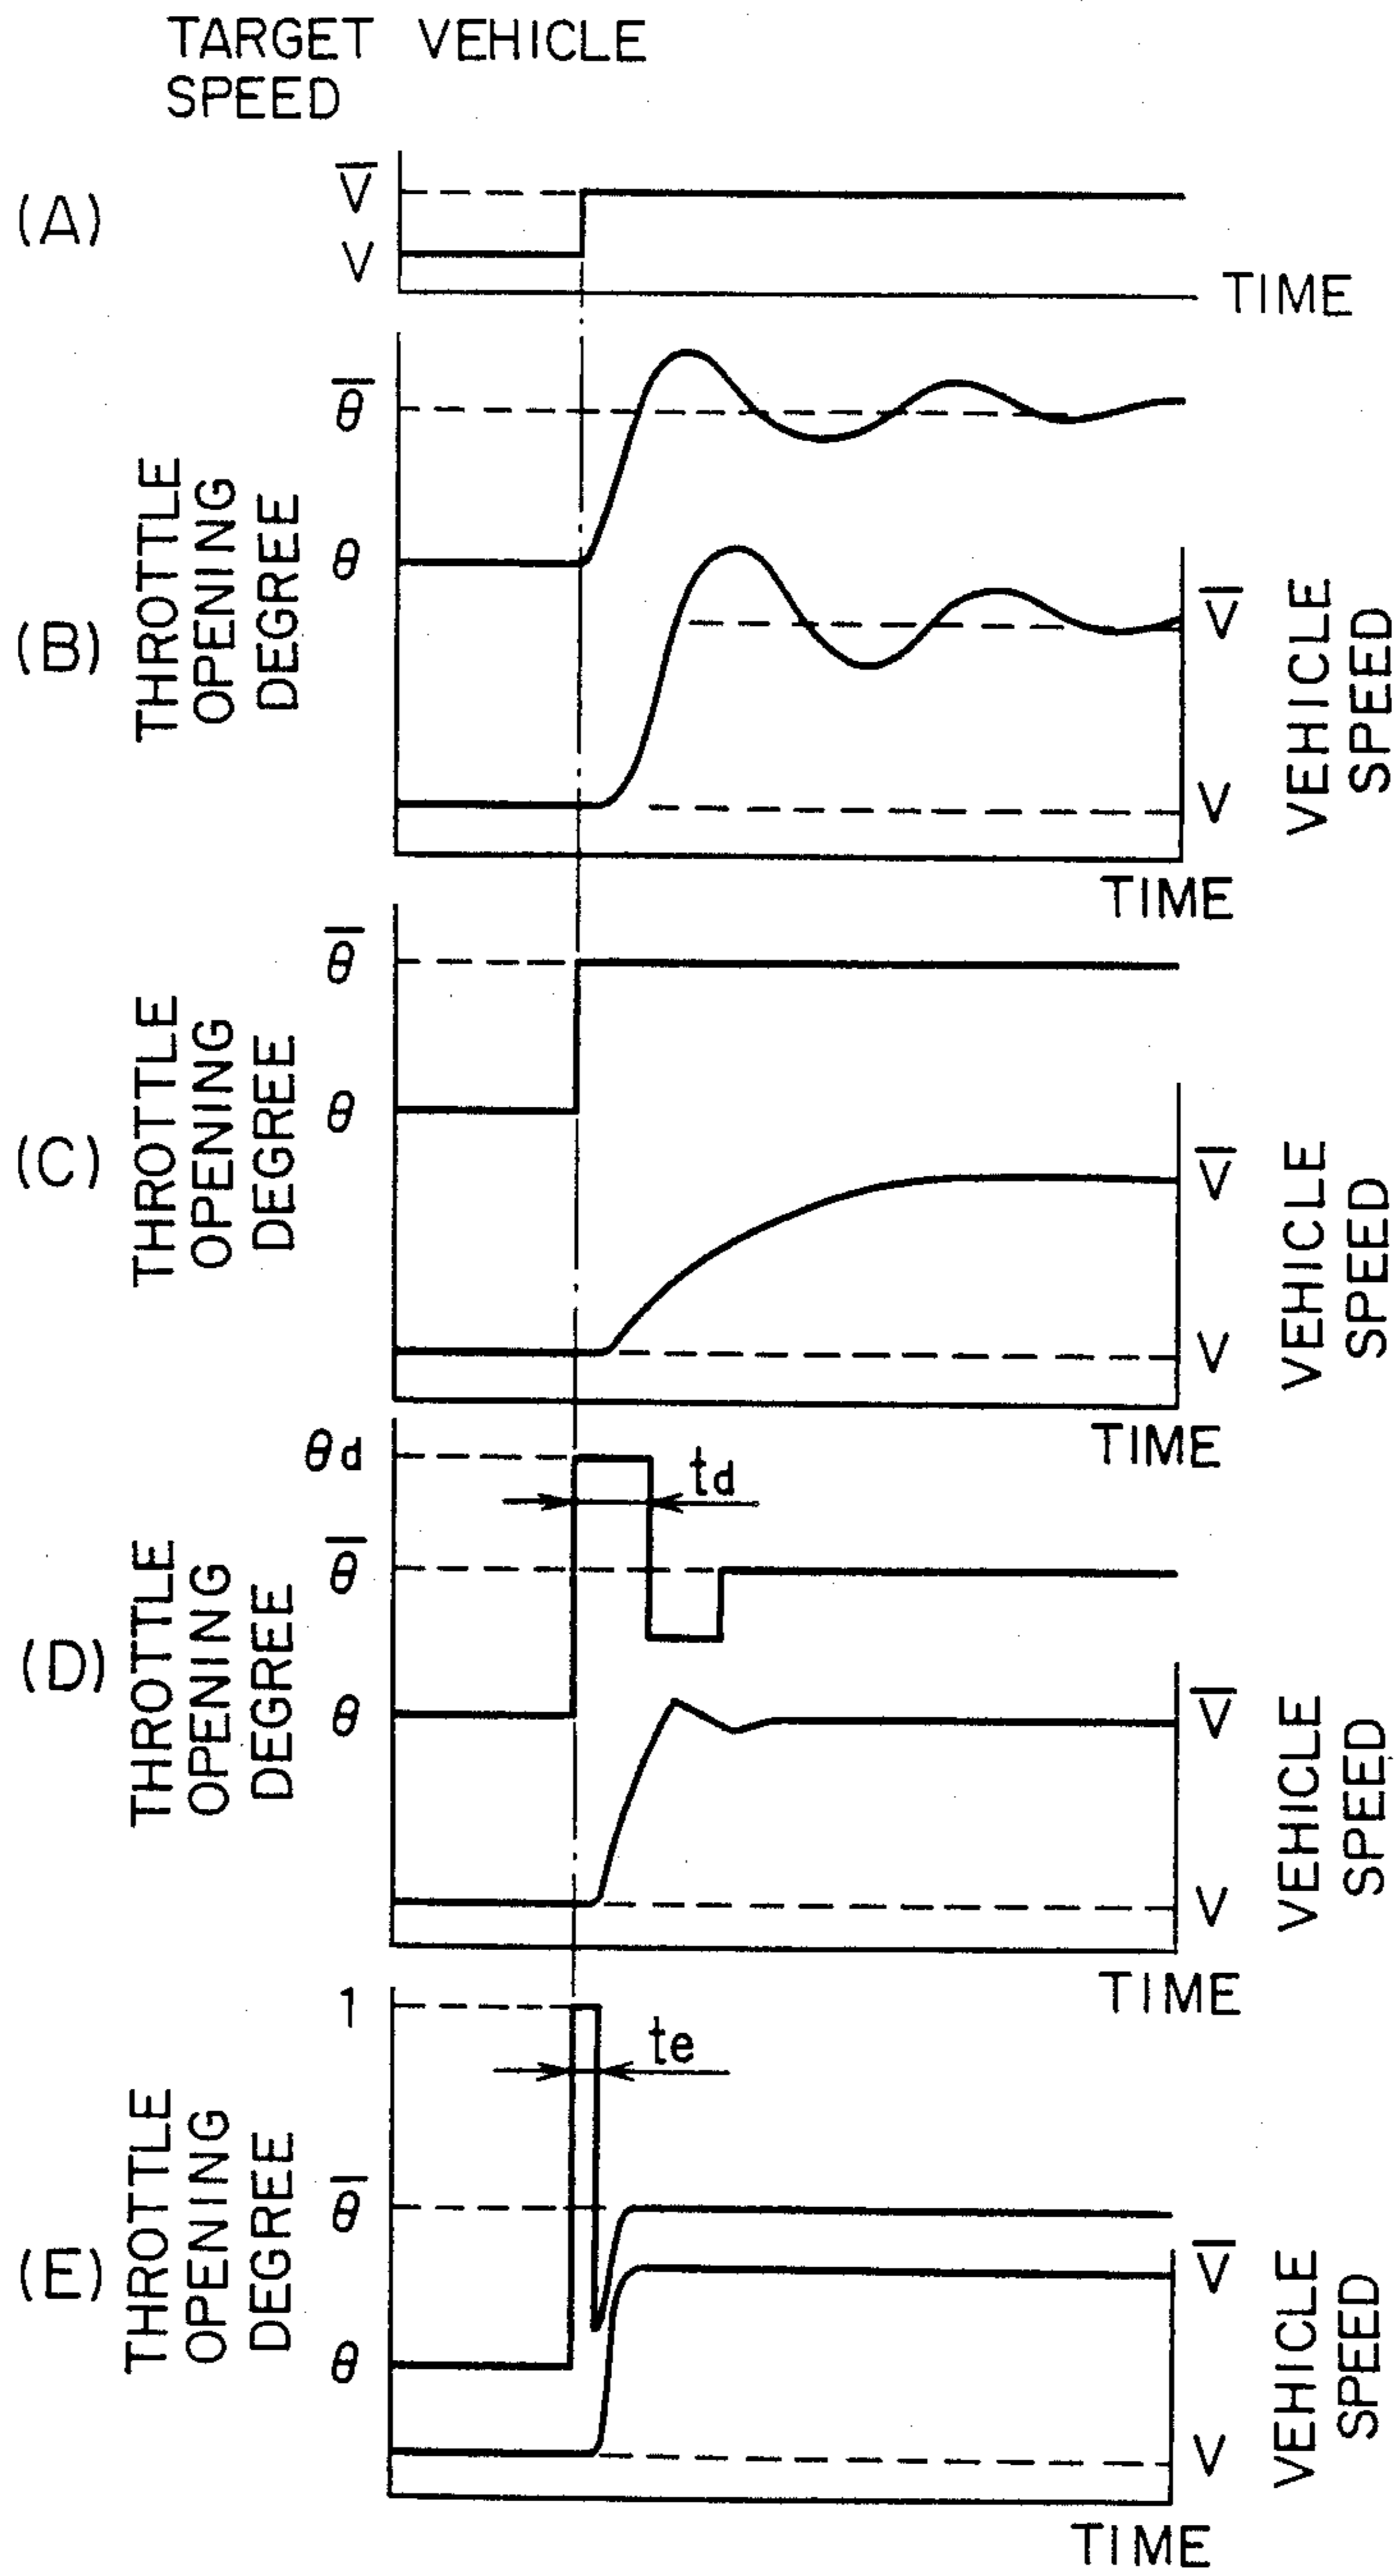 TARGET VEHICLE
SPEED
(A)
V̅
V
TIME
(B)
THROTTLE
OPENING
DEGREE
θ̅
θ
V̅
V
VEHICLE
SPEED
TIME
(C)
THROTTLE
OPENING
DEGREE
θ̅
θ
V̅
V
VEHICLE
SPEED
TIME
(D)
THROTTLE
OPENING
DEGREE
θd
td
θ̅
θ
V̅
V
VEHICLE
SPEED
TIME
(E)
THROTTLE
OPENING
DEGREE
1
te
θ̅
θ
V̅
V
VEHICLE
SPEED
TIME